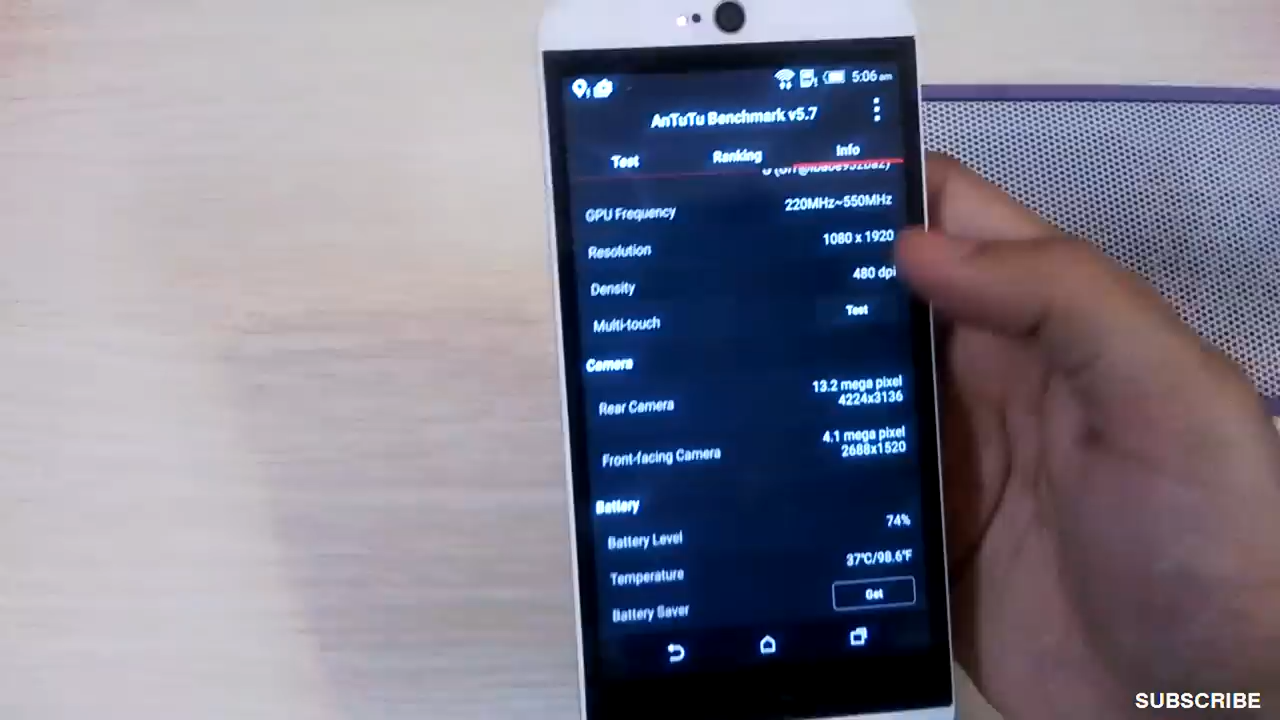 5:06 am
AnTuTu Benchmark v5.7
Test Ranking Info
GPU Frequency 220MHz~550MHz
Resolution 1080 x 1920
Density 480 dpi
Multi-touch Test
Camera
Rear Camera 13.2 mega pixel
4224x3136
Front-facing Camera 4.1 mega pixel
2688x1520
Battery
Battery Level 74%
Temperature 37℃/98.6℉
Battery Saver Get
SUBSCRIBE